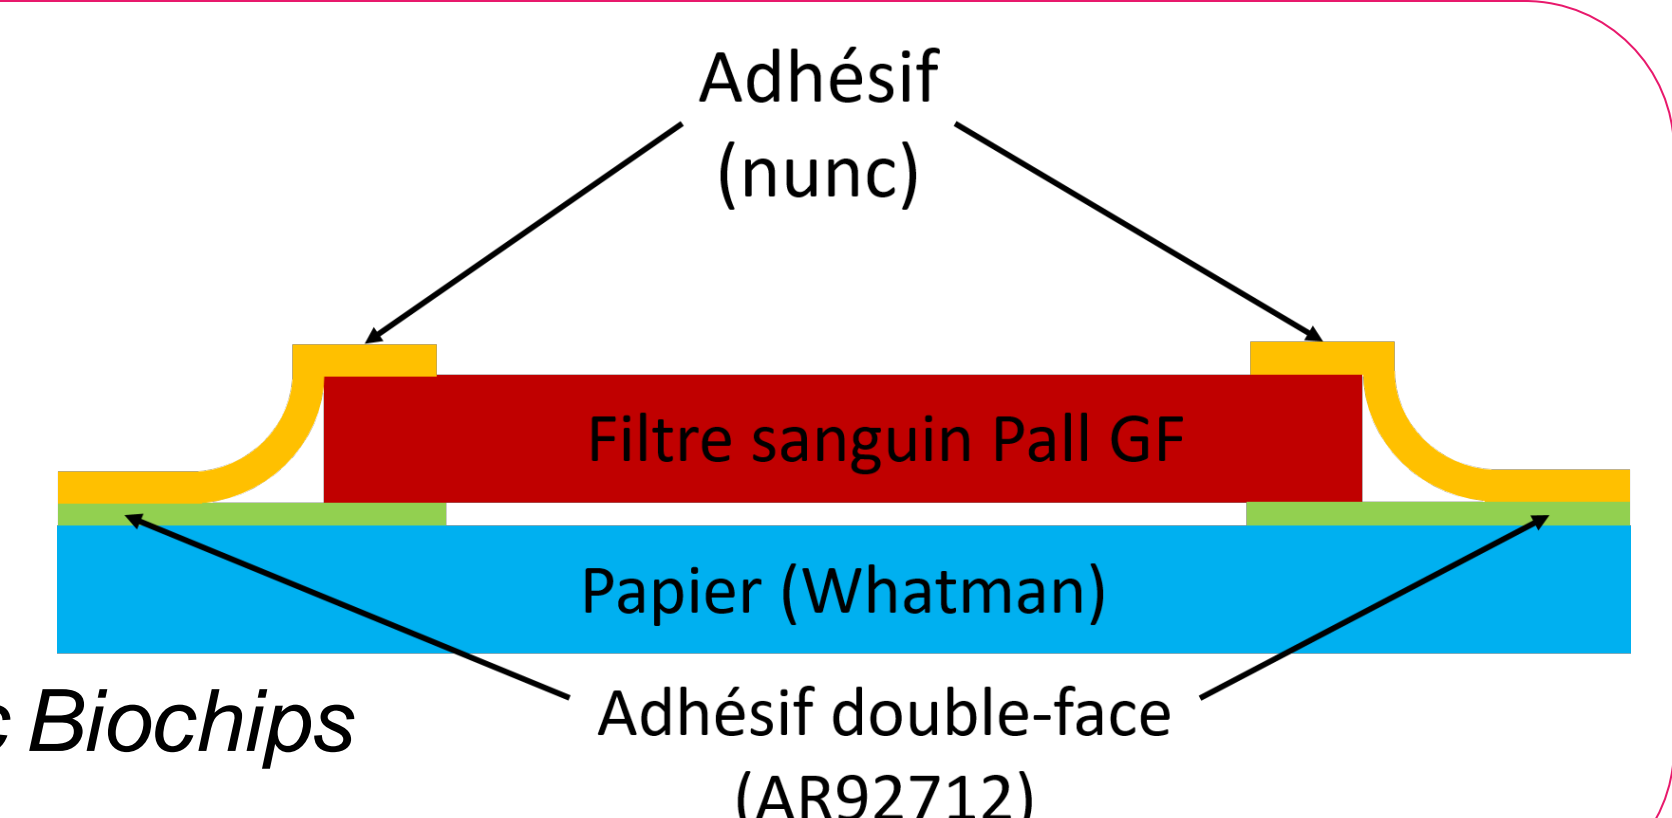 Adhésif
(nunc)
Filtre sanguin Pall GF
Papier (Whatman)
c Biochips
Adhésif double-face
(AR92712)